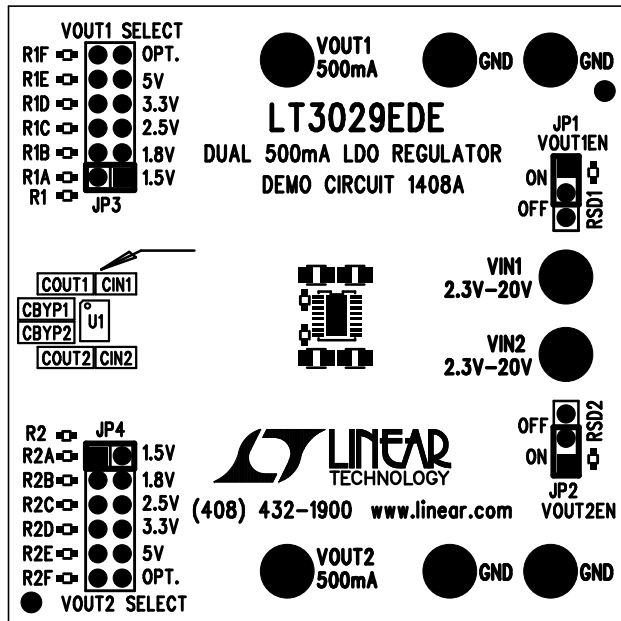 VOUT1 SELECT
R1F OPT.
R1E 5V
R1D 3.3V
R1C 2.5V
R1B 1.8V
R1A 1.5V
R1
JP3
VOUT1
500mA
GND
GND
LT3029EDE
DUAL 500mA LDO REGULATOR
DEMO CIRCUIT 1408A
JP1
VOUT1EN
ON
OFF
RSD1
COUT1 CIN1
CBYP1
CBYP2
U1
COUT2 CIN2
VIN1
2.3V-20V
VIN2
2.3V-20V
OFF
ON
RSD2
JP2
VOUT2EN
R2
JP4
R2A 1.5V
R2B 1.8V
R2C 2.5V
R2D 3.3V
R2E 5V
R2F OPT.
VOUT2 SELECT
LINEAR
TECHNOLOGY
(408) 432-1900 www.linear.com
VOUT2
500mA
GND
GND